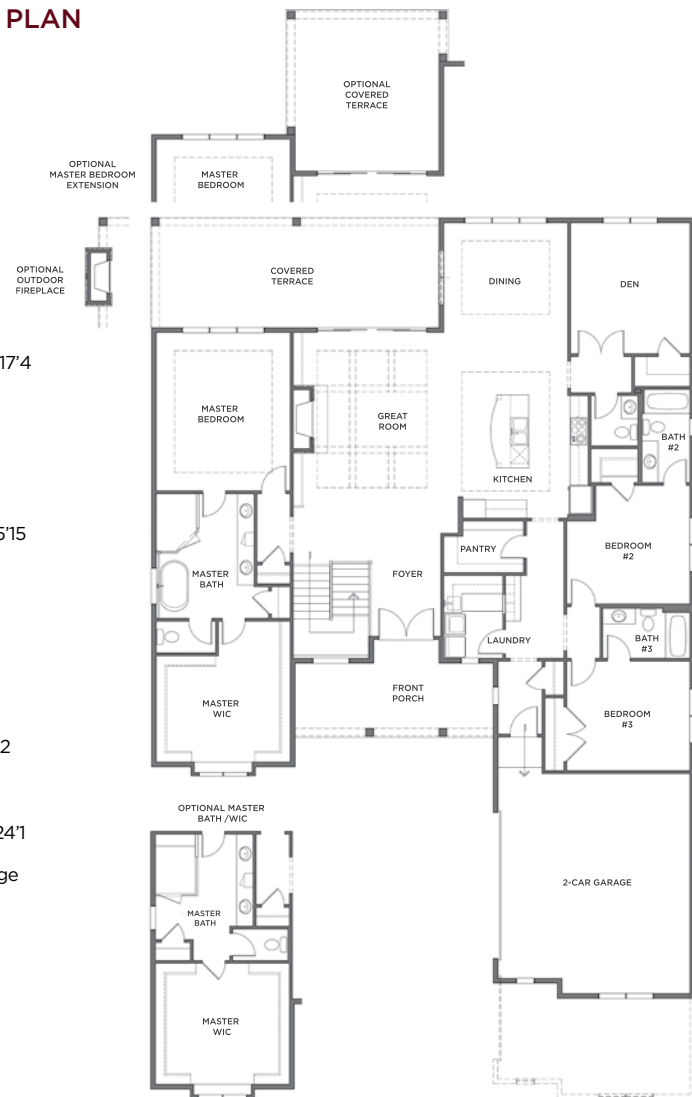 PLAN
OPTIONAL
COVERED
TERRACE
OPTIONAL
MASTER BEDROOM
EXTENSION
MASTER
BEDROOM
OPTIONAL
OUTDOOR
FIREPLACE
COVERED
TERRACE
DINING
DEN
17'4
MASTER
BEDROOM
GREAT
ROOM
BATH
#2
KITCHEN
5'15
PANTRY
BEDROOM
#2
MASTER
BATH
FOYER
LAUNDRY
BATH
#3
MASTER
WIC
FRONT
PORCH
BEDROOM
#3
2
OPTIONAL MASTER
BATH /WIC
24'1
ge
2-CAR GARAGE
MASTER
BATH
MASTER
WIC